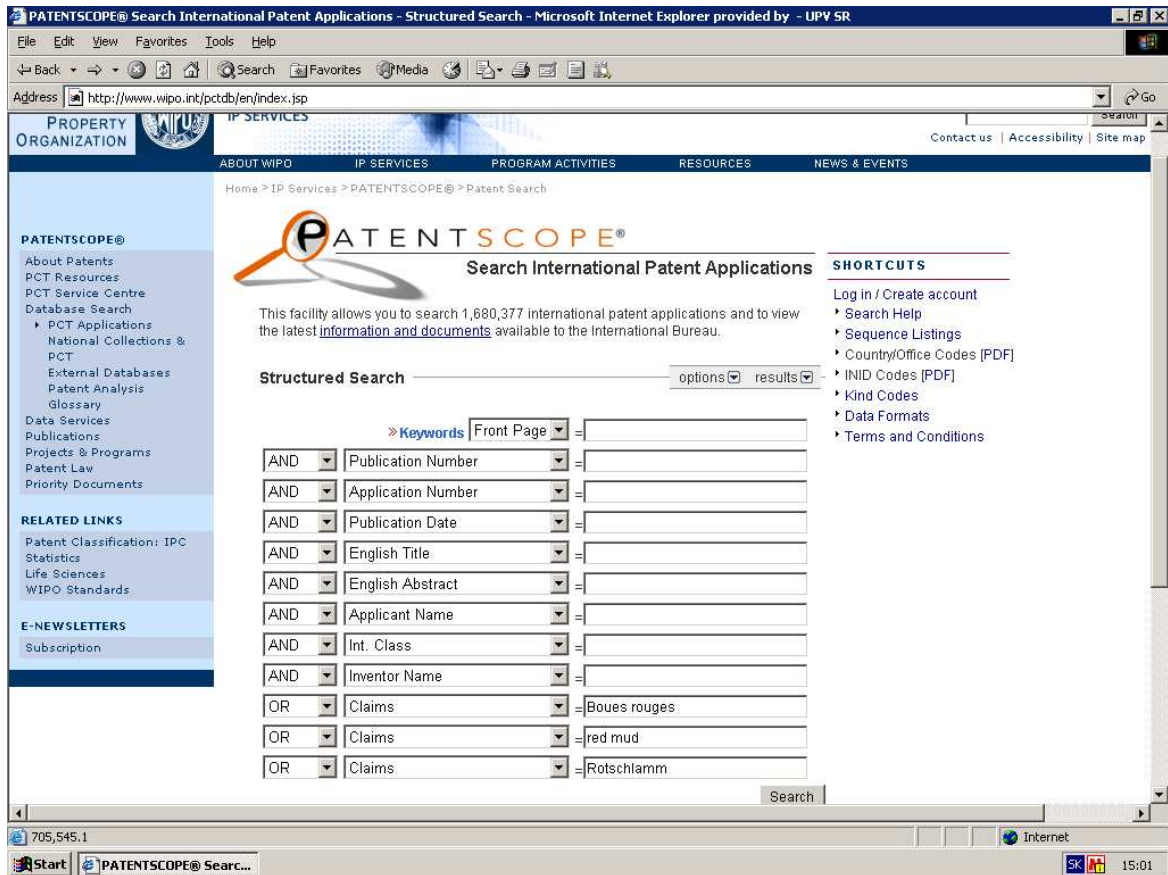 PATENTSCOPE® Search International Patent Applications - Structured Search - Microsoft Internet Explorer provided by - UPV SR
File Edit View Favorites Tools Help
Back Search Favorites Media
Address http://www.wipo.int/pctdb/en/index.jsp Go
PROPERTY
ORGANIZATION
WIPO
IP SERVICES
Search
Contact us | Accessibility | Site map
ABOUT WIPO IP SERVICES PROGRAM ACTIVITIES RESOURCES NEWS & EVENTS
Home > IP Services > PATENTSCOPE® > Patent Search
PATENTSCOPE®
About Patents
PCT Resources
PCT Service Centre
Database Search
PCT Applications
National Collections &
PCT
External Databases
Patent Analysis
Glossary
Data Services
Publications
Projects & Programs
Patent Law
Priority Documents
RELATED LINKS
Patent Classification: IPC
Statistics
Life Sciences
WIPO Standards
E-NEWSLETTERS
Subscription
PATENTSCOPE®
Search International Patent Applications
This facility allows you to search 1,680,377 international patent applications and to view
the latest information and documents available to the International Bureau.
Structured Search options results
» Keywords Front Page =
AND Publication Number =
AND Application Number =
AND Publication Date =
AND English Title =
AND English Abstract =
AND Applicant Name =
AND Int. Class =
AND Inventor Name =
OR Claims =Boues rouges
OR Claims =red mud
OR Claims =Rotschlamm
Search
SHORTCUTS
Log in / Create account
Search Help
Sequence Listings
Country/Office Codes [PDF]
INID Codes [PDF]
Kind Codes
Data Formats
Terms and Conditions
705,545.1 Internet
Start PATENTSCOPE® Searc... SK 15:01